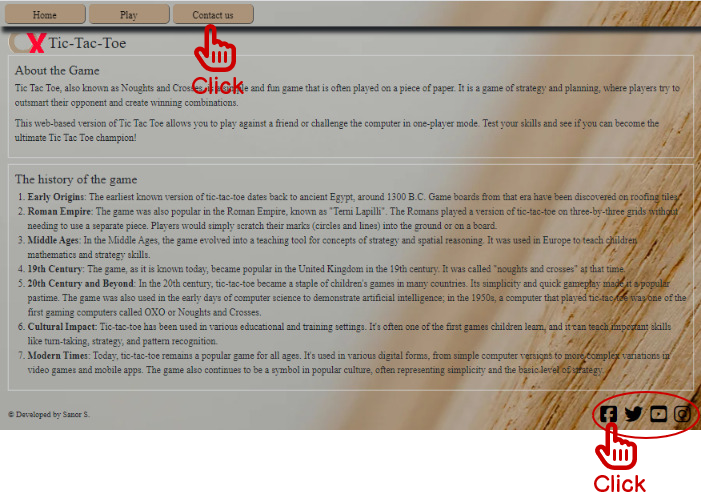 Home
Play
Contact us
Click
OX Tic-Tac-Toe
About the Game
Tic Tac Toe, also known as Noughts and Crosses, is a simple and fun game that is often played on a piece of paper. It is a game of strategy and planning, where players try to
outsmart their opponent and create winning combinations.
This web-based version of Tic Tac Toe allows you to play against a friend or challenge the computer in one-player mode. Test your skills and see if you can become the
ultimate Tic Tac Toe champion!
The history of the game
1. Early Origins: The earliest known version of tic-tac-toe dates back to ancient Egypt, around 1300 B.C. Game boards from that era have been discovered on roofing tiles.
2. Roman Empire: The game was also popular in the Roman Empire, known as "Terni Lapilli". The Romans played a version of tic-tac-toe on three-by-three grids without
needing to use a separate piece. Players would simply scratch their marks (circles and lines) into the ground or on a board.
3. Middle Ages: In the Middle Ages, the game evolved into a teaching tool for concepts of strategy and spatial reasoning. It was used in Europe to teach children
mathematics and strategy skills.
4. 19th Century: The game, as it is known today, became popular in the United Kingdom in the 19th century. It was called "noughts and crosses" at that time.
5. 20th Century and Beyond: In the 20th century, tic-tac-toe became a staple of children's games in many countries. Its simplicity and quick gameplay made it a popular
pastime. The game was also used in the early days of computer science to demonstrate artificial intelligence; in the 1950s, a computer that played tic-tac-toe was one of the
first gaming computers called OXO or Noughts and Crosses.
6. Cultural Impact: Tic-tac-toe has been used in various educational and training settings. It's often one of the first games children learn, and it can teach important skills
like turn-taking, strategy, and pattern recognition.
7. Modern Times: Today, tic-tac-toe remains a popular game for all ages. It's used in various digital forms, from simple computer versions to more complex variations in
video games and mobile apps. The game also continues to be a symbol in popular culture, often representing simplicity and the basic level of strategy.
© Developed by Sanor S.
Click